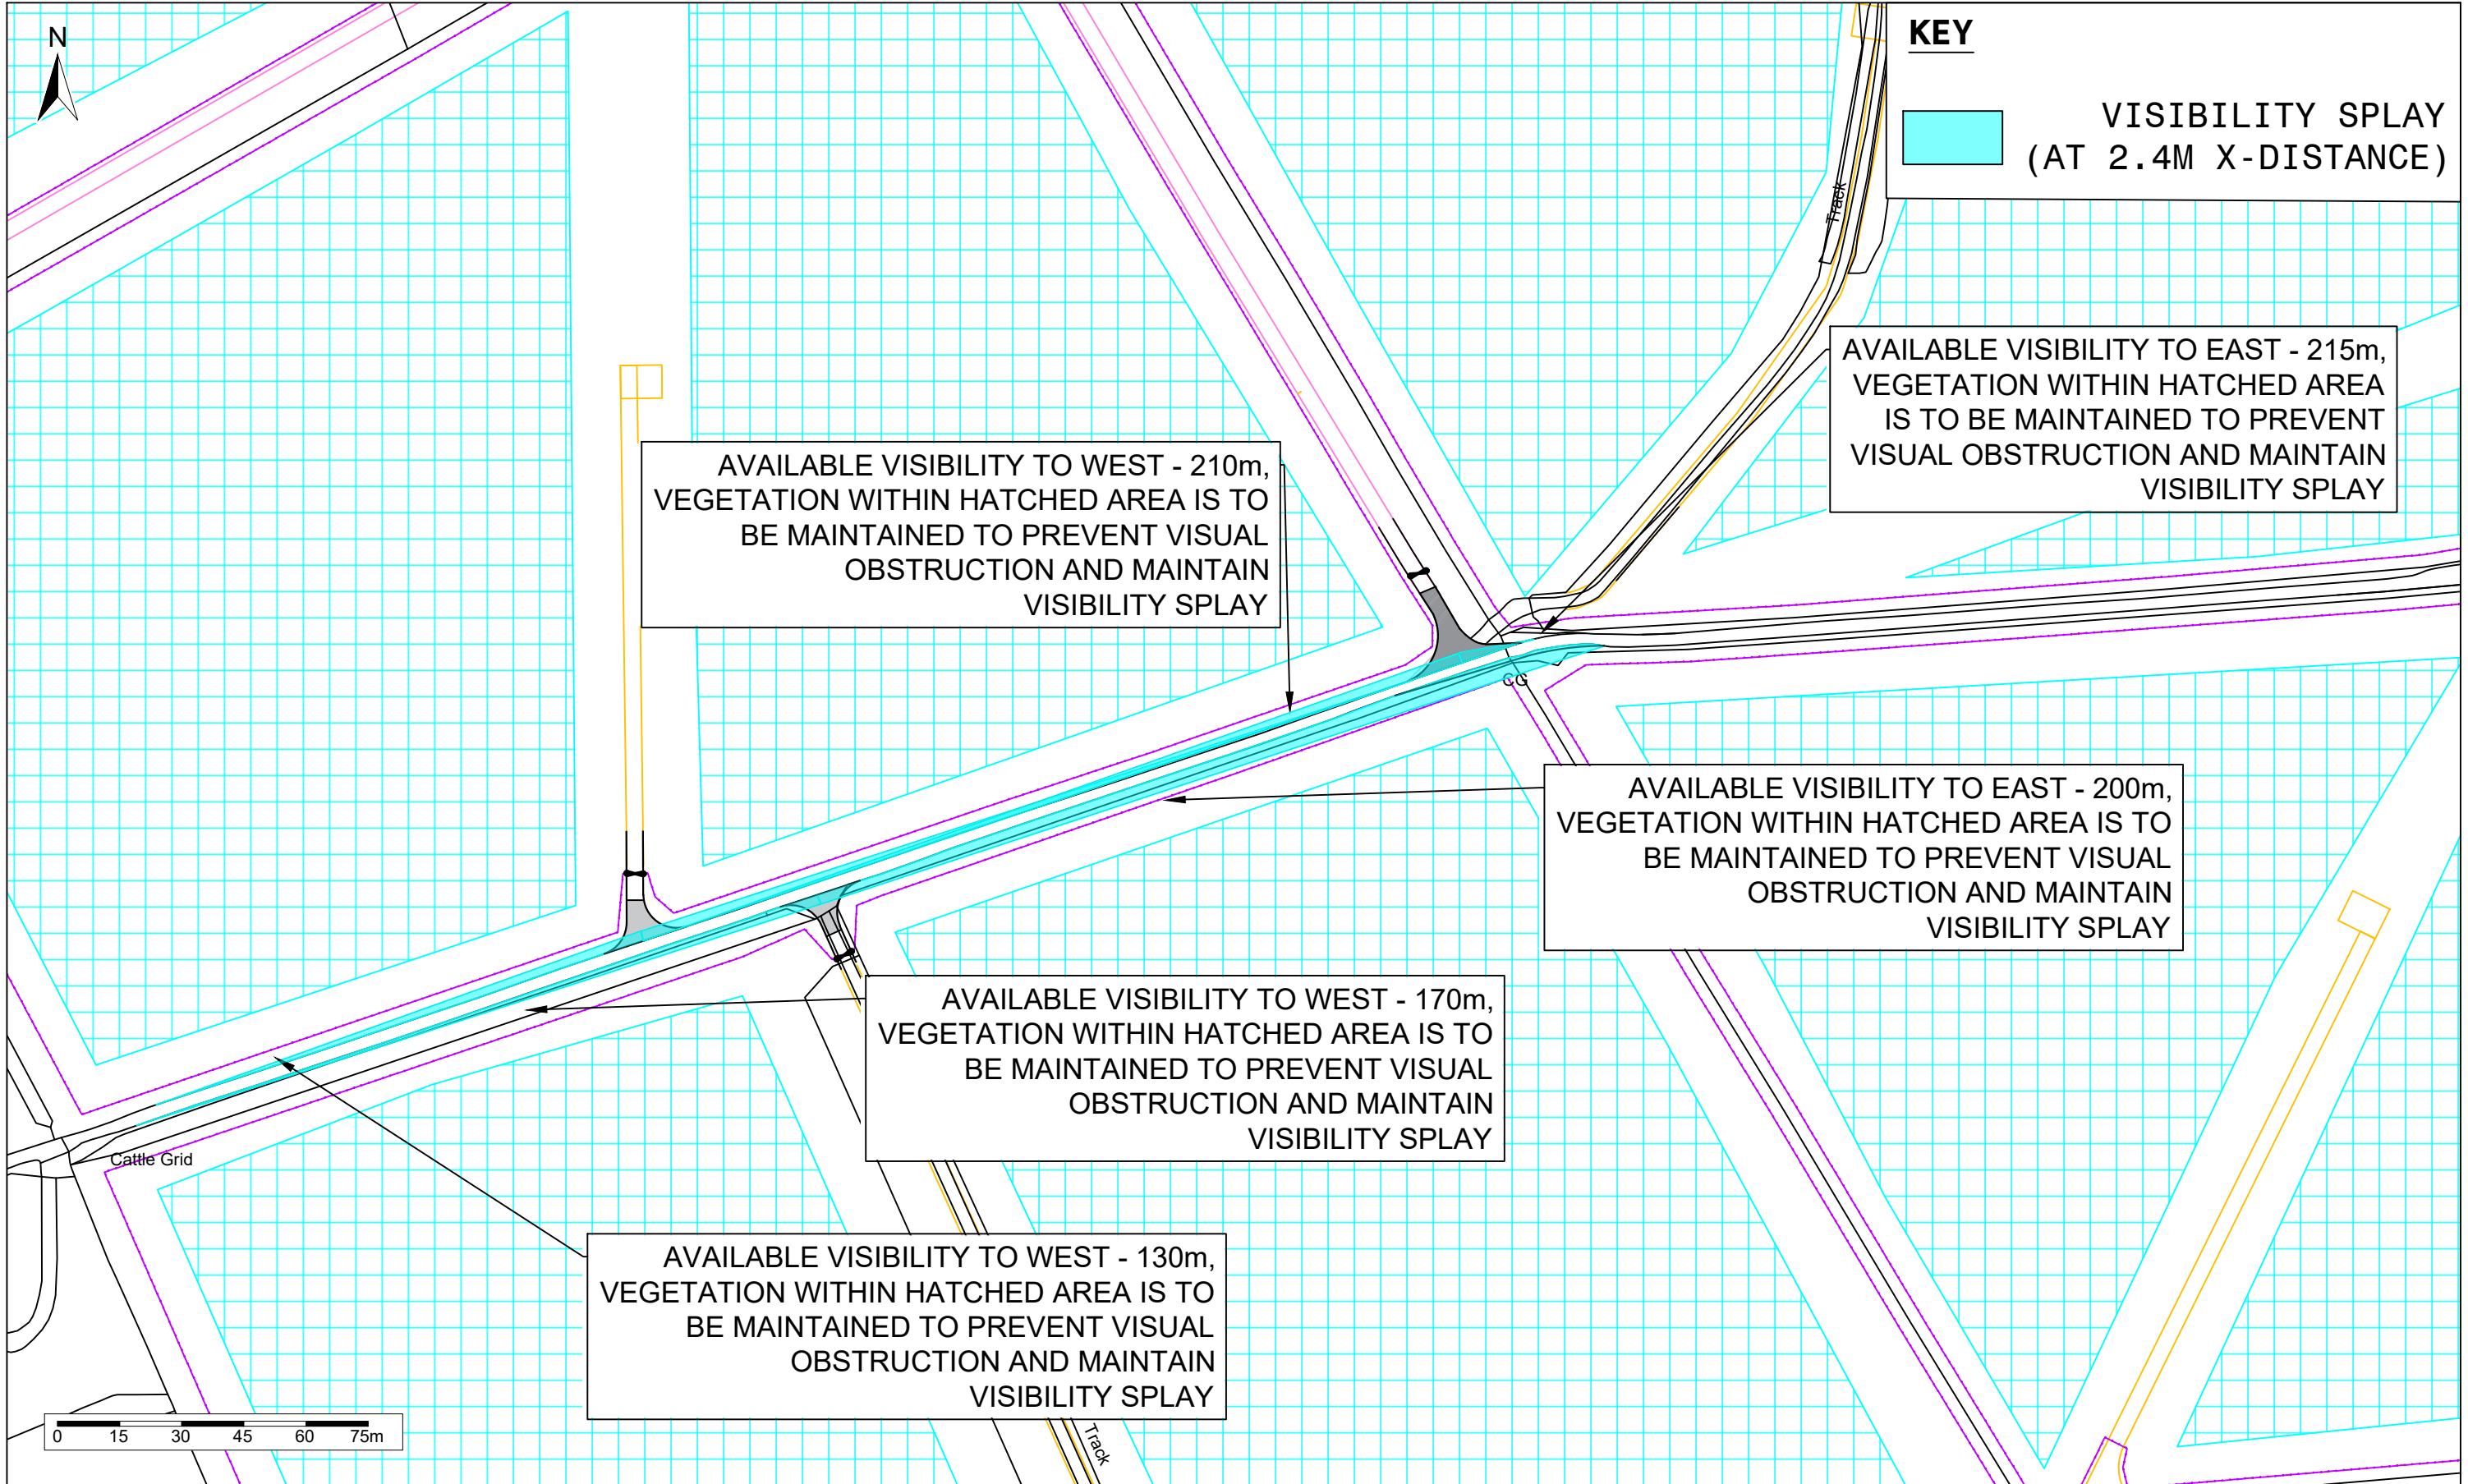 N
KEY
VISIBILITY SPLAY
(AT 2.4M X-DISTANCE)
Track
AVAILABLE VISIBILITY TO EAST - 215m,
VEGETATION WITHIN HATCHED AREA
IS TO BE MAINTAINED TO PREVENT
VISUAL OBSTRUCTION AND MAINTAIN
VISIBILITY SPLAY
AVAILABLE VISIBILITY TO WEST - 210m,
VEGETATION WITHIN HATCHED AREA IS TO
BE MAINTAINED TO PREVENT VISUAL
OBSTRUCTION AND MAINTAIN
VISIBILITY SPLAY
CG
AVAILABLE VISIBILITY TO EAST - 200m,
VEGETATION WITHIN HATCHED AREA IS TO
BE MAINTAINED TO PREVENT VISUAL
OBSTRUCTION AND MAINTAIN
VISIBILITY SPLAY
AVAILABLE VISIBILITY TO WEST - 170m,
VEGETATION WITHIN HATCHED AREA IS TO
BE MAINTAINED TO PREVENT VISUAL
OBSTRUCTION AND MAINTAIN
VISIBILITY SPLAY
Cattle Grid
AVAILABLE VISIBILITY TO WEST - 130m,
VEGETATION WITHIN HATCHED AREA IS TO
BE MAINTAINED TO PREVENT VISUAL
OBSTRUCTION AND MAINTAIN
VISIBILITY SPLAY
0 15 30 45 60 75m
Track